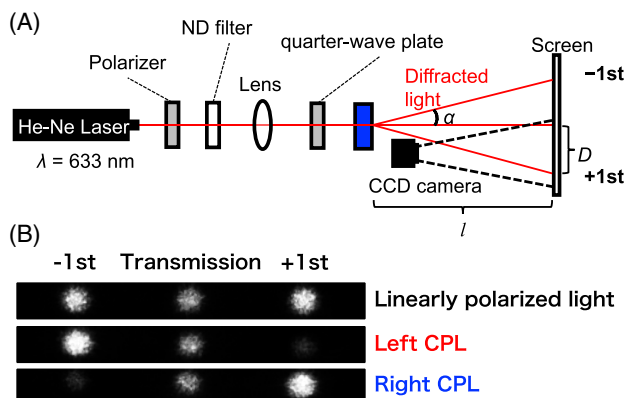 (A)
ND filter
Polarizer
Lens
quarter-wave plate
Screen
−1st
Diffracted
light
He-Ne Laser
α
λ = 633 nm
CCD camera
D
+1st
l
(B)
-1st Transmission +1st
Linearly polarized light
Left CPL
Right CPL